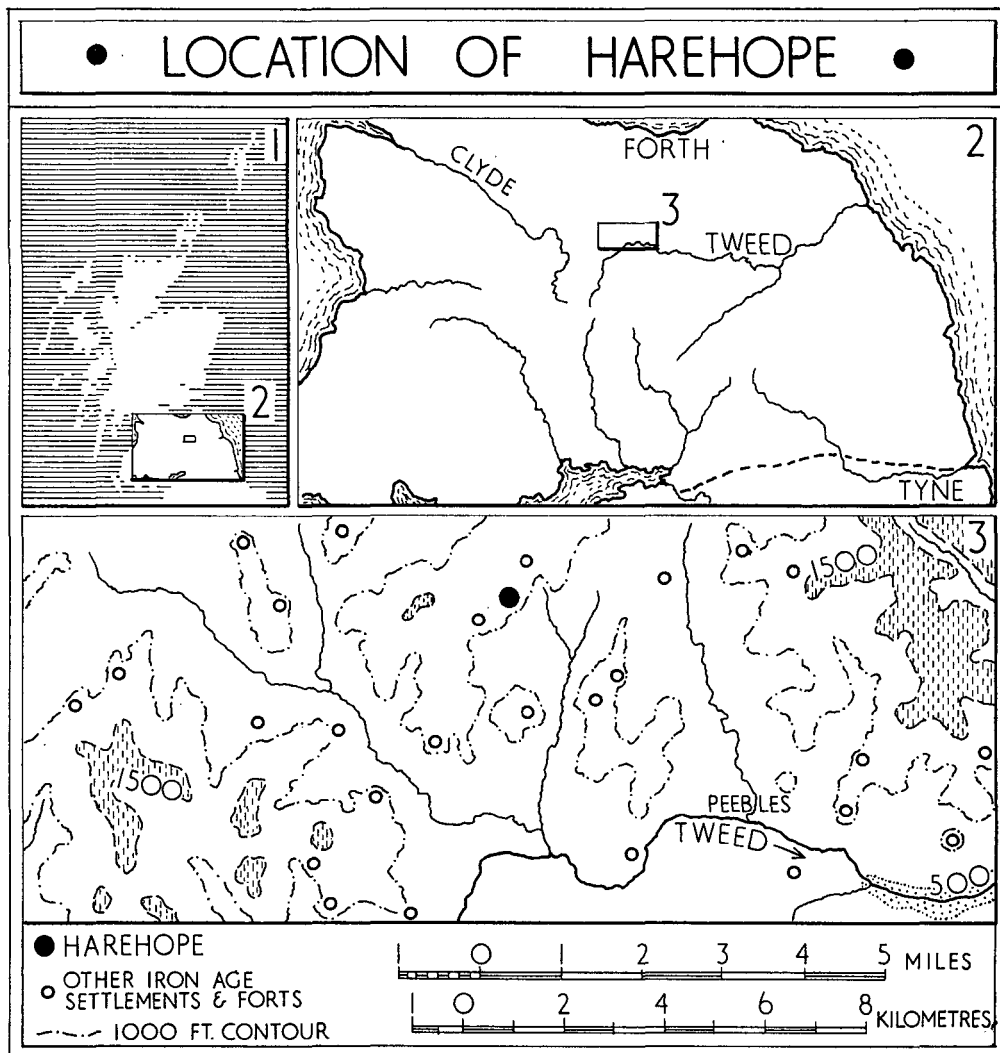 LOCATION OF HAREHOPE
1
2
2
FORTH
CLYDE
3
TWEED
TYNE
3
1500
1500
PEEBLES
TWEED
500
HAREHOPE
OTHER IRON AGE
SETTLEMENTS & FORTS
1000 FT. CONTOUR
1 0 1 2 3 4 5 MILES
1 0 2 4 6 8 KILOMETRES